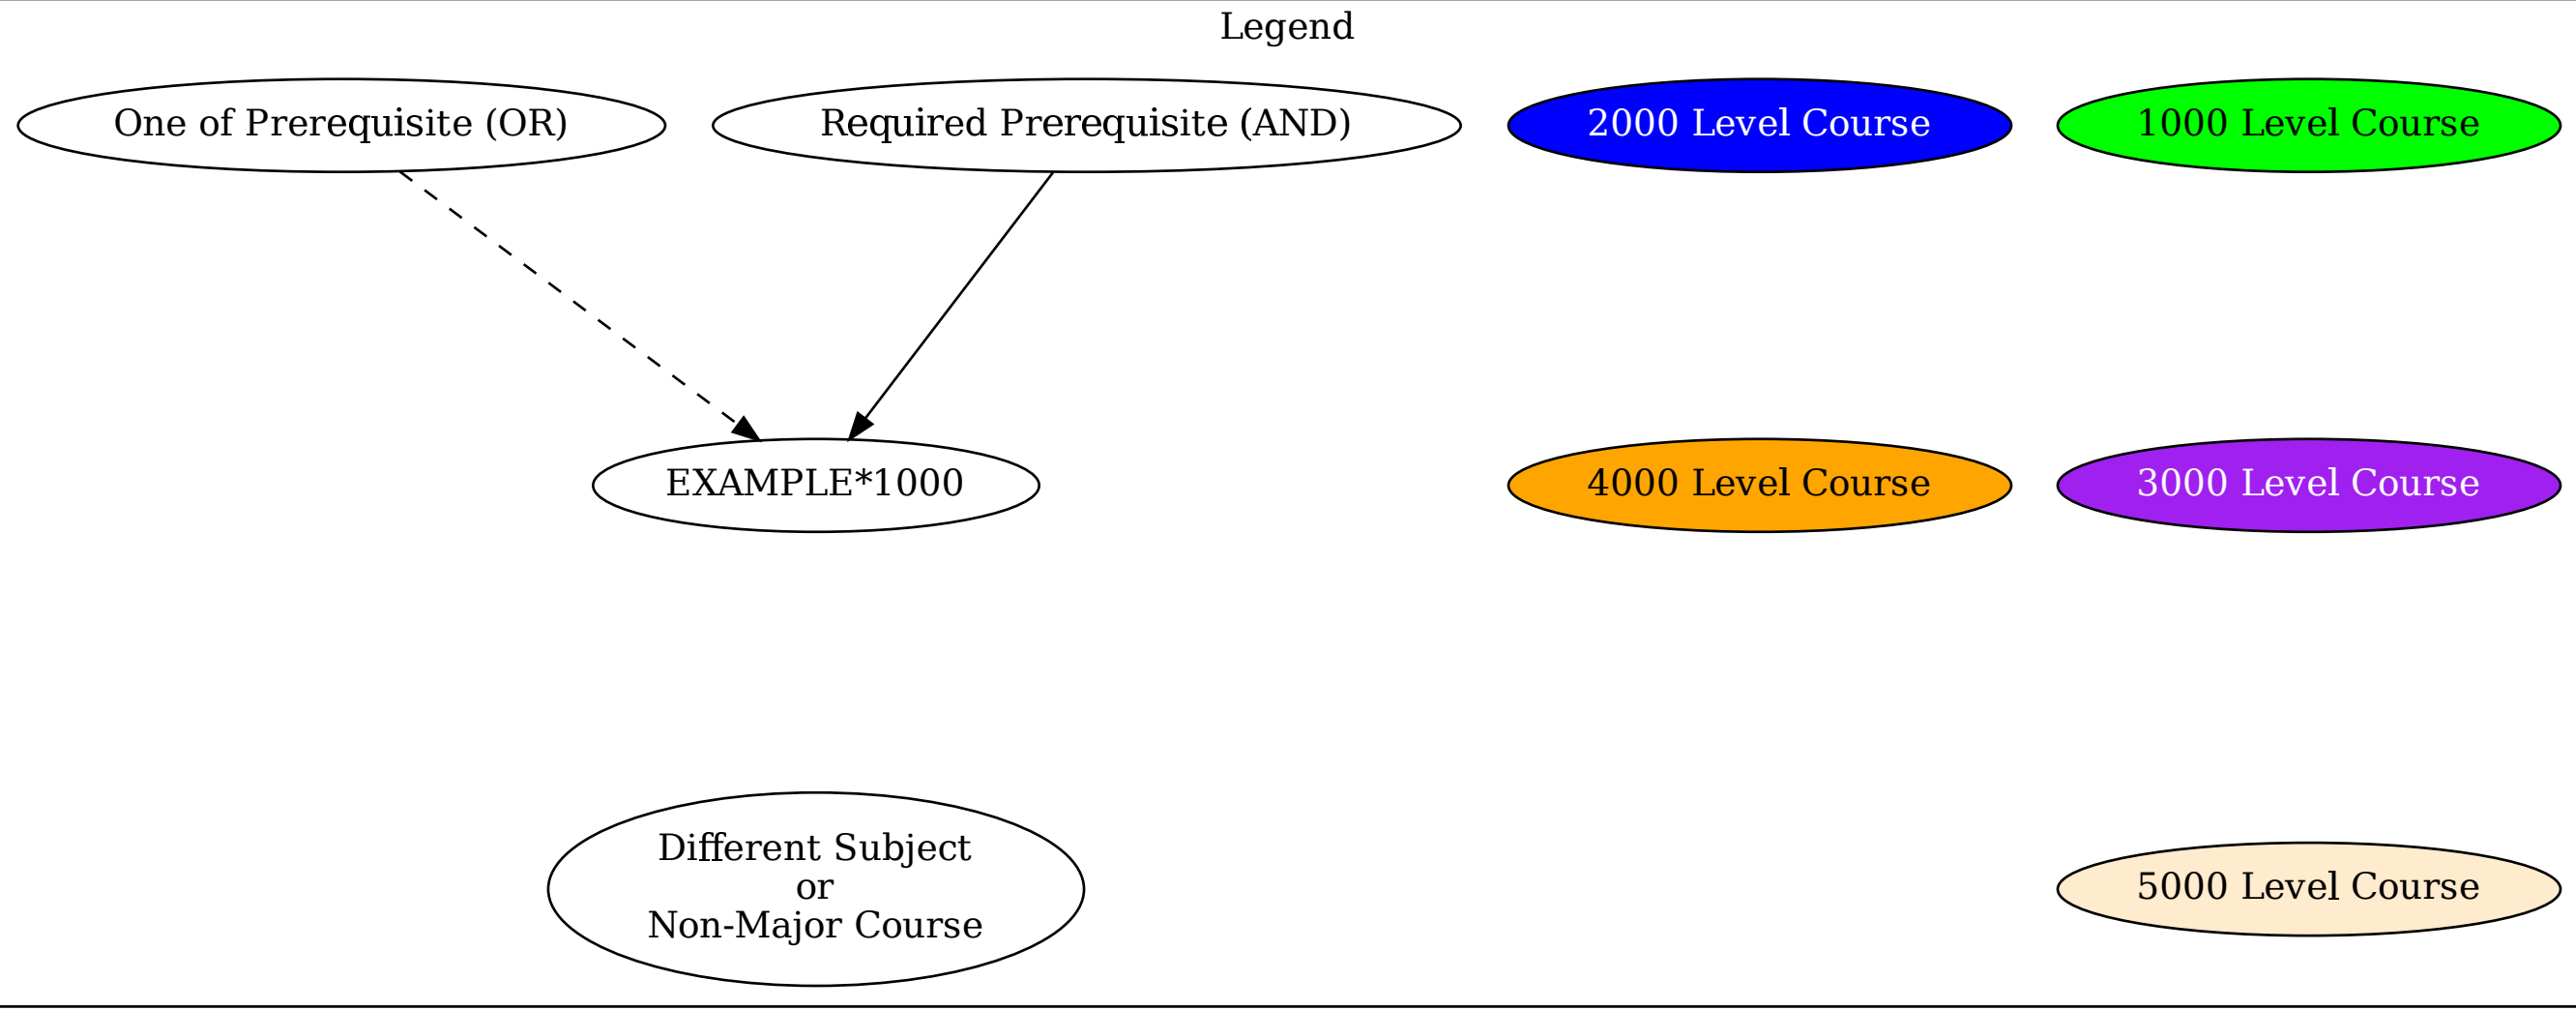 Legend
One of Prerequisite (OR)
Required Prerequisite (AND)
2000 Level Course
1000 Level Course
EXAMPLE*1000
4000 Level Course
3000 Level Course
Different Subject
or
Non-Major Course
5000 Level Course